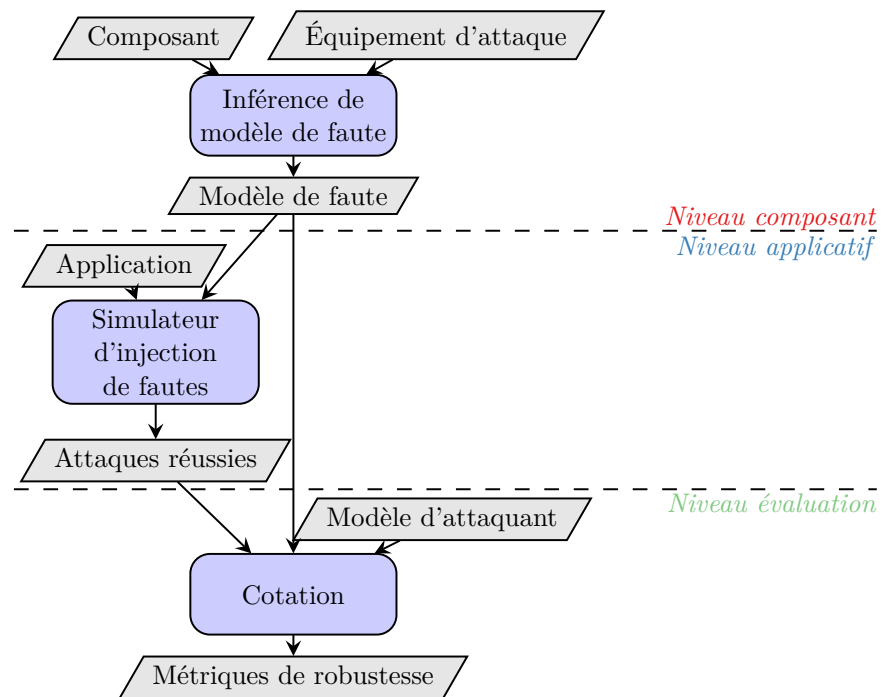 Composant
Équipement d'attaque
Inférence de
modèle de faute
Modèle de faute
Niveau composant
Niveau applicatif
Application
Simulateur
d'injection
de fautes
Attaques réussies
Niveau évaluation
Modèle d'attaquant
Cotation
Métriques de robustesse